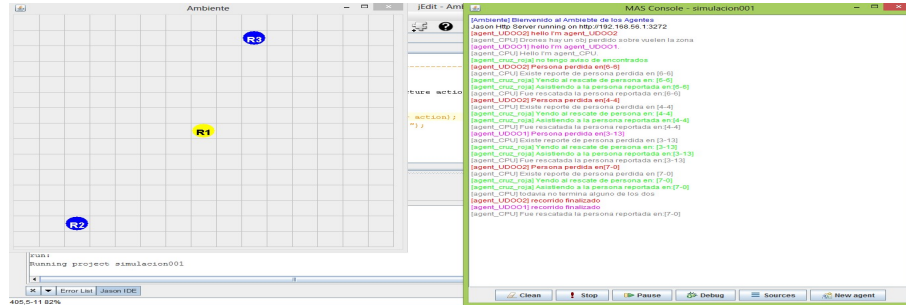 Ambiente
R3
R1
R2
jEdit - Am
ture actio
action);
");
run:
Running project simulacion001
Error List
Jason IDE
405,5-11 82%
MAS Console - simulacion001
[Ambiente] Bienvenido al Ambiebte de los Agentes
Jason Http Server running on http://192.168.56.1:3272
[agent_UDOO2] hello I'm agent_UDOO2
[agent_CPU] Drones hay un obj perdido sobre vuelen la zona
[agent_UDOO1] hello I'm agent_UDOO1.
[agent_CPU] Hello I'm agent_CPU.
[agent_cruz_roja] no tengo aviso de encontrados
[agent_UDOO2] Persona perdida en[6-6]
[agent_CPU] Existe reporte de persona perdida en [6-6]
[agent_cruz_roja] Yendo al rescate de persona en: [6-6]
[agent_cruz_roja] Asistiendo a la persona reportada en:[6-6]
[agent_CPU] Fue rescatada la persona reportada en:[6-6]
[agent_UDOO2] Persona perdida en[4-4]
[agent_CPU] Existe reporte de persona perdida en [4-4]
[agent_cruz_roja] Yendo al rescate de persona en: [4-4]
[agent_cruz_roja] Asistiendo a la persona reportada en:[4-4]
[agent_CPU] Fue rescatada la persona reportada en:[4-4]
[agent_UDOO1] Persona perdida en[3-13]
[agent_CPU] Existe reporte de persona perdida en [3-13]
[agent_cruz_roja] Yendo al rescate de persona en: [3-13]
[agent_cruz_roja] Asistiendo a la persona reportada en:[3-13]
[agent_CPU] Fue rescatada la persona reportada en:[3-13]
[agent_UDOO2] Persona perdida en[7-0]
[agent_CPU] Existe reporte de persona perdida en [7-0]
[agent_cruz_roja] Yendo al rescate de persona en: [7-0]
[agent_cruz_roja] Asistiendo a la persona reportada en:[7-0]
[agent_CPU] todavia no termina alguno de los dos
[agent_UDOO2] recorrido finalizado
[agent_UDOO1] recorrido finalizado
[agent_CPU] Fue rescatada la persona reportada en:[7-0]
Clean
Stop
Pause
Debug
Sources
New agent